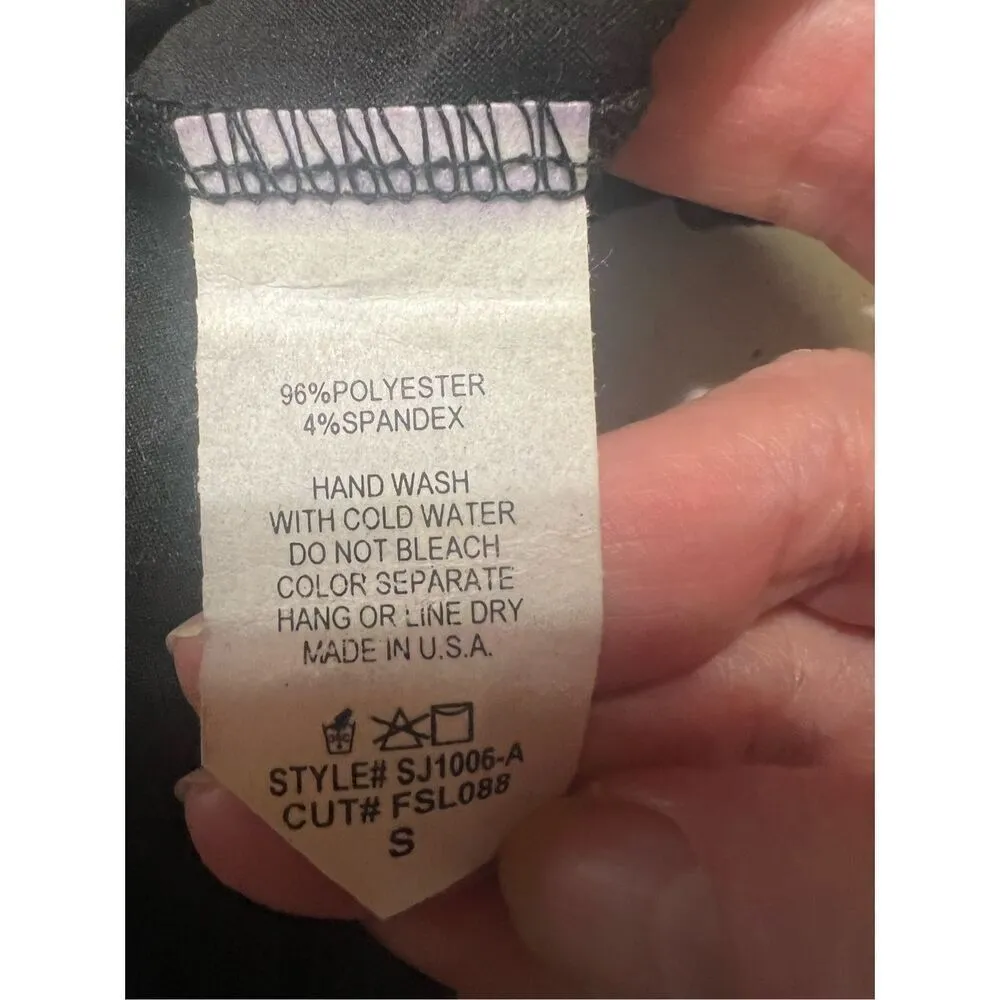 96%POLYESTER
4%SPANDEX
HAND WASH
WITH COLD WATER
DO NOT BLEACH
COLOR SEPARATE
HANG OR LINE DRY
MADE IN U.S.A.
STYLE# SJ1006-A
CUT# FSL088
S